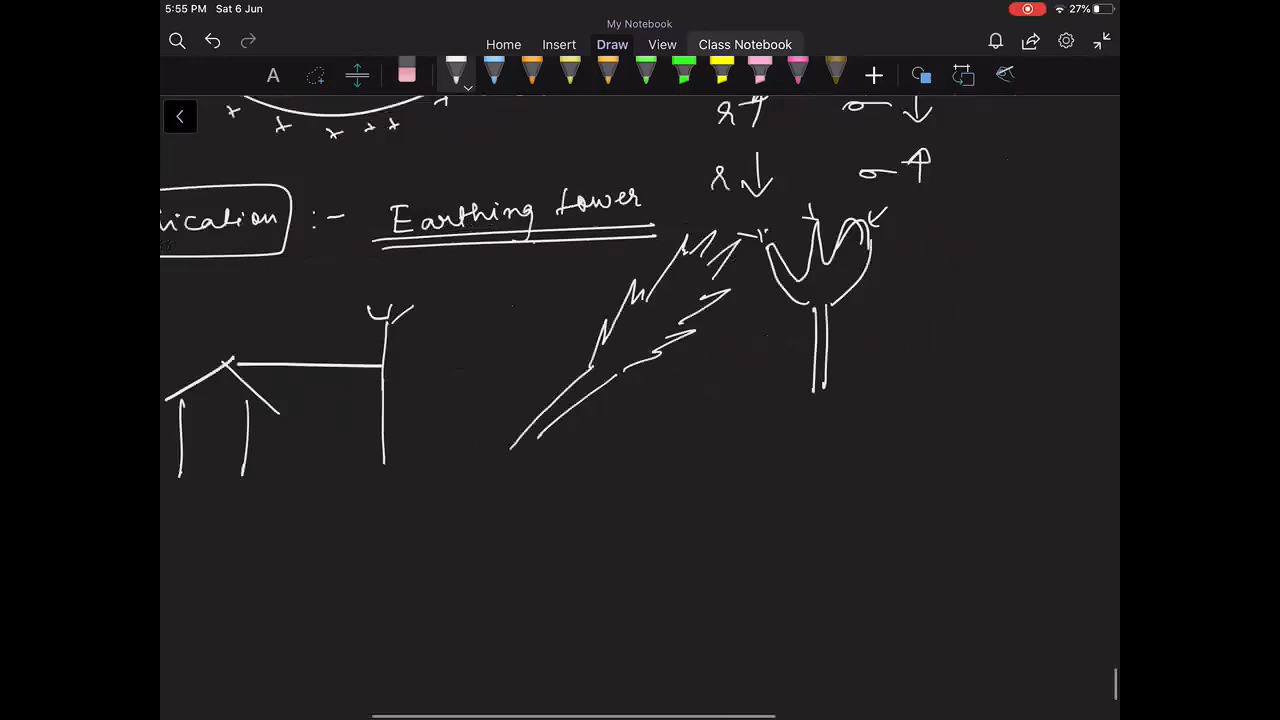 5:55 PM Sat 6 Jun
27%
My Notebook
Home Insert Draw View Class Notebook
A
r↑ σ↓
r↓ σ↑
ication :- Earthing tower